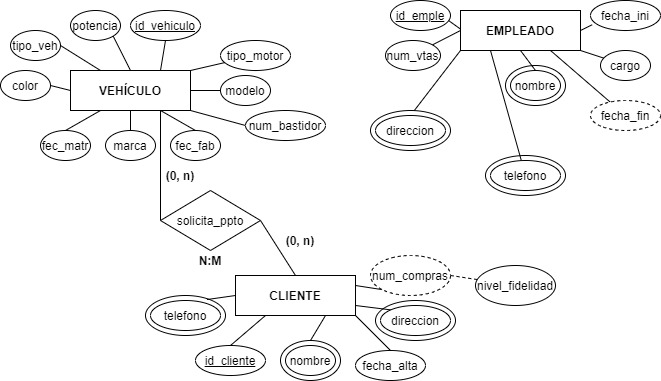 potencia
id_vehiculo
tipo_veh
tipo_motor
color
VEHÍCULO
modelo
num_bastidor
fec_matr
marca
fec_fab
id_emple
fecha_ini
EMPLEADO
num_vtas
cargo
nombre
fecha_fin
direccion
telefono
(0, n)
solicita_ppto
(0, n)
N:M
num_compras
nivel_fidelidad
CLIENTE
telefono
direccion
id_cliente
nombre
fecha_alta